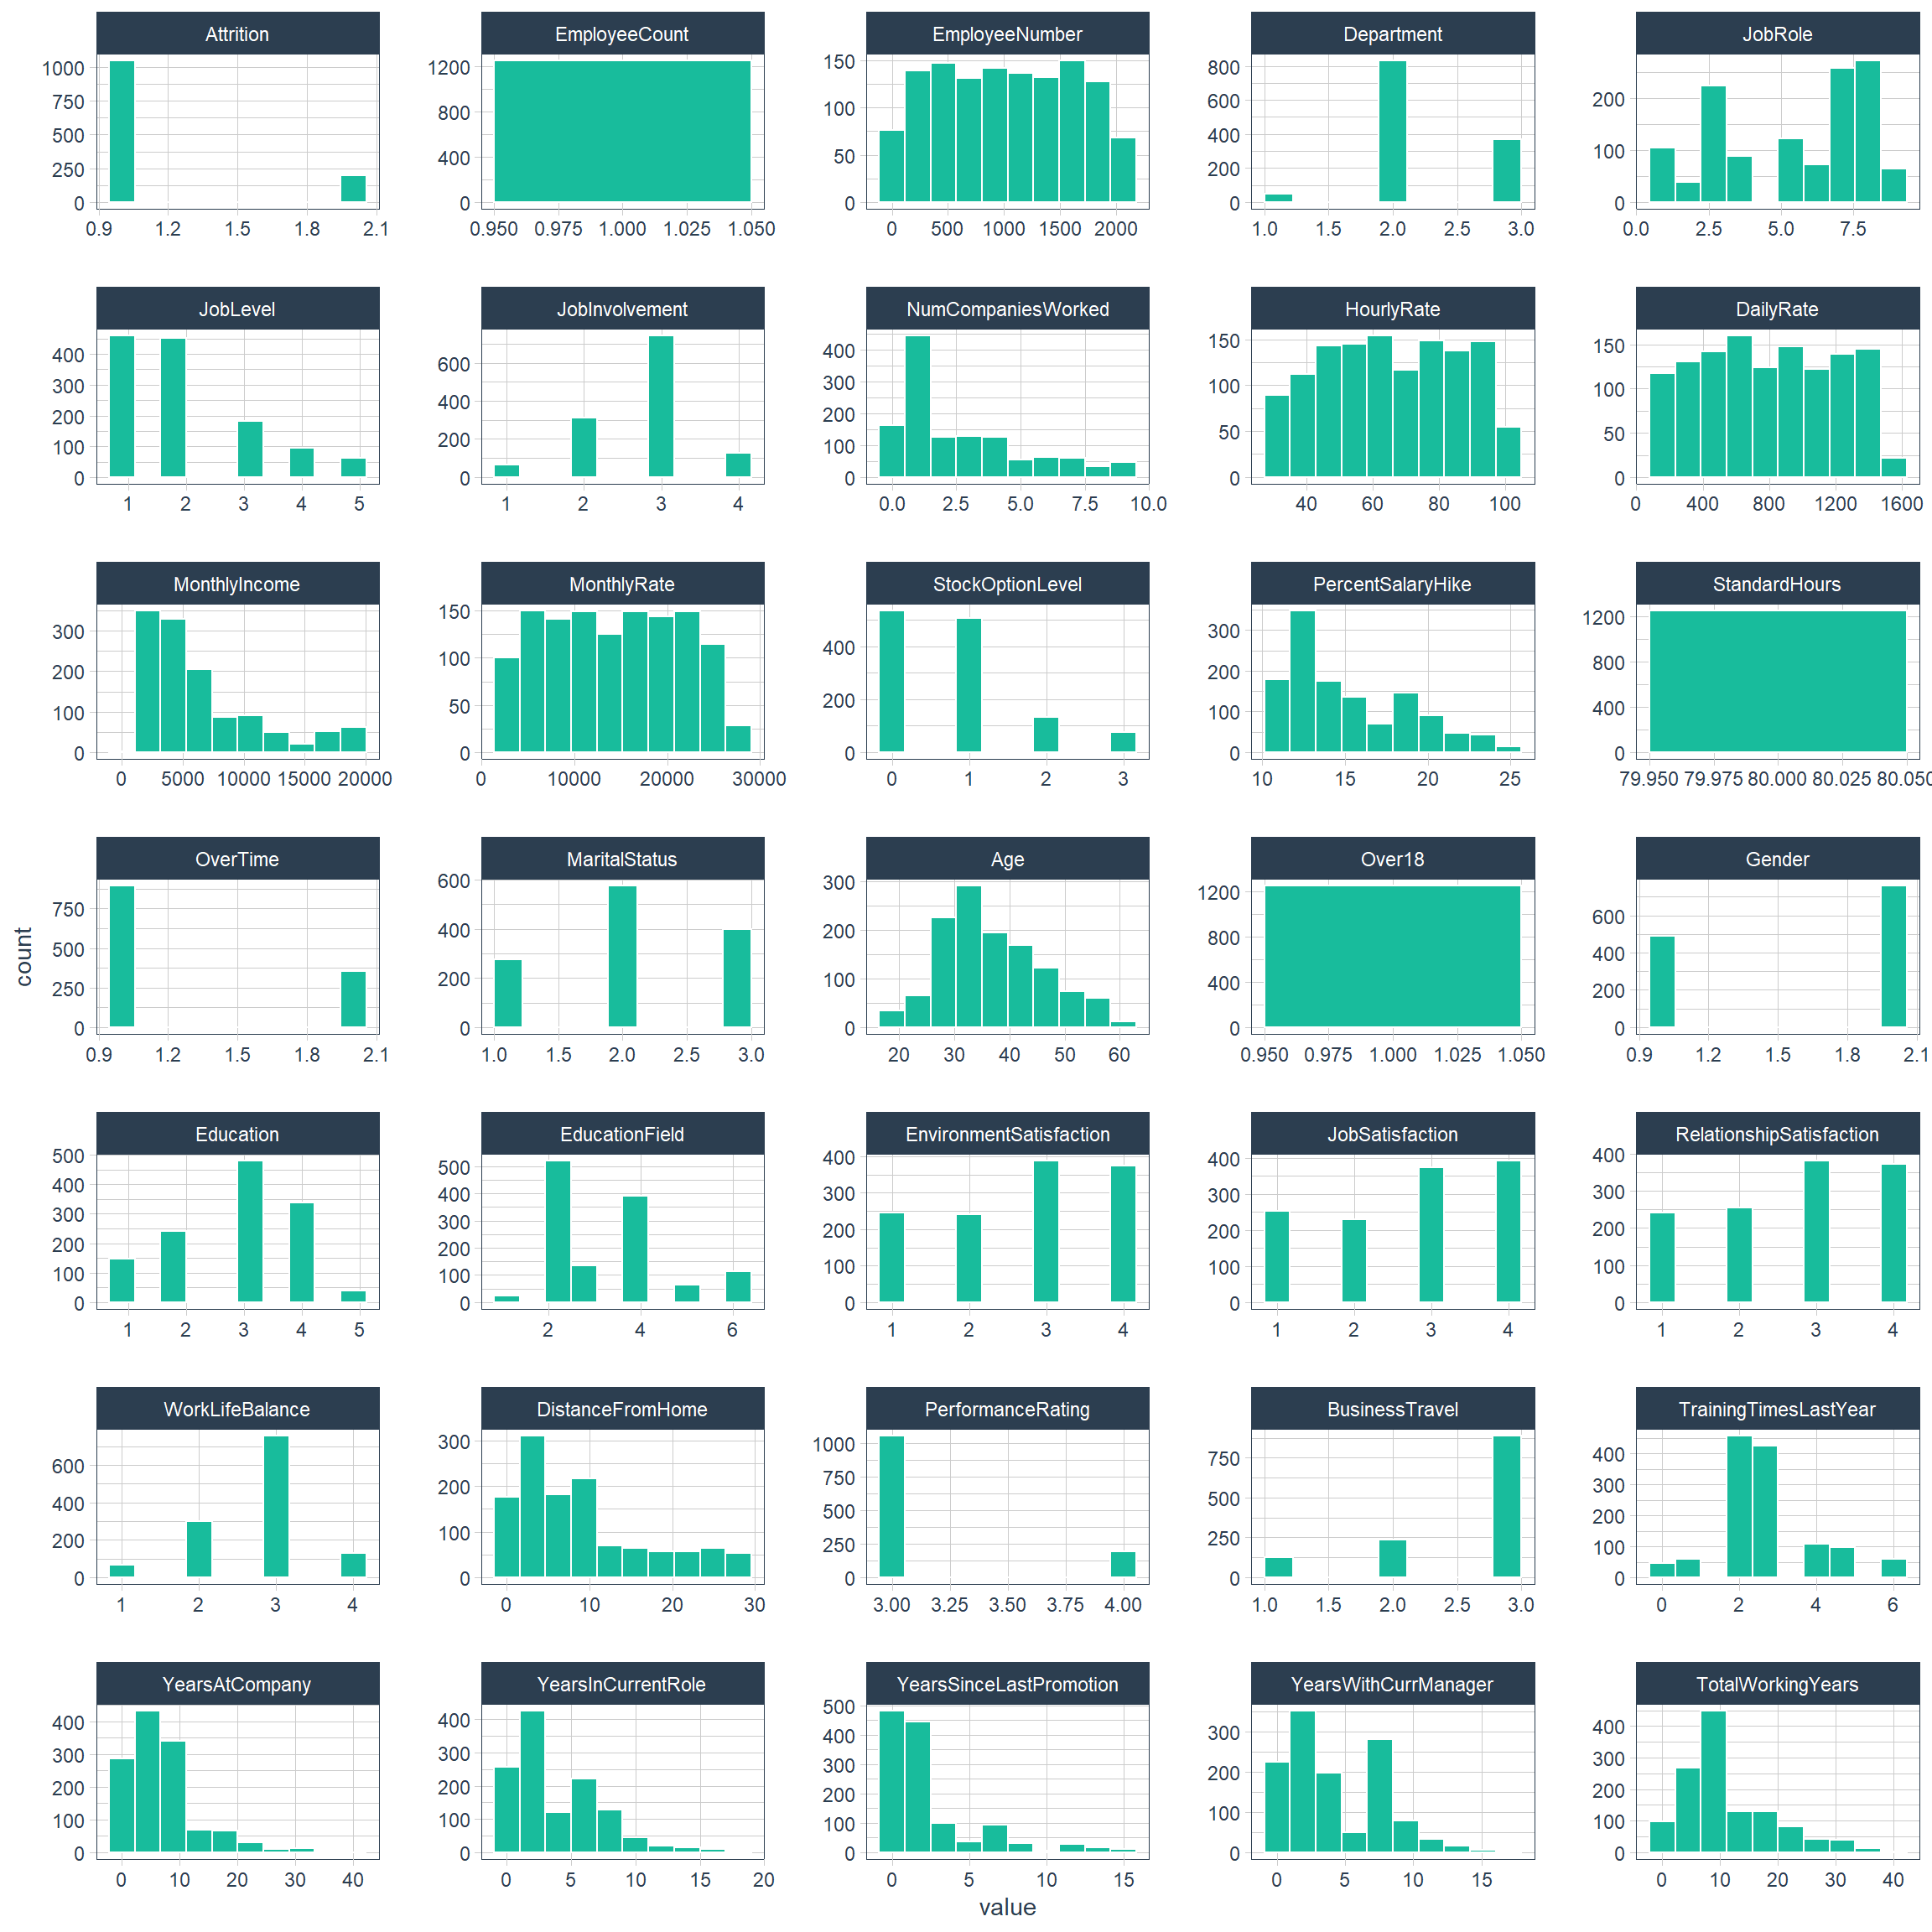 Attrition EmployeeCount EmployeeNumber Department JobRole
1000 750 500 250 0
1200 800 400 0
150 100 50 0
800 600 400 200 0
200 100 0
0.9 1.2 1.5 1.8 2.1
0.950 0.975 1.000 1.025 1.050
0 500 1000 1500 2000
1.0 1.5 2.0 2.5 3.0
0.0 2.5 5.0 7.5
JobLevel JobInvolvement NumCompaniesWorked HourlyRate DailyRate
400 300 200 100 0
600 400 200 0
400 300 200 100 0
150 100 50 0
150 100 50 0
1 2 3 4 5
1 2 3 4
0.0 2.5 5.0 7.5 10.0
40 60 80 100
0 400 800 1200 1600
MonthlyIncome MonthlyRate StockOptionLevel PercentSalaryHike StandardHours
300 200 100 0
150 100 50 0
400 200 0
300 200 100 0
1200 800 400 0
0 5000 10000 15000 20000
0 10000 20000 30000
0 1 2 3
10 15 20 25
79.950 79.975 80.000 80.025 80.050
OverTime MaritalStatus Age Over18 Gender
750 500 250 0
600 400 200 0
300 200 100 0
1200 800 400 0
600 400 200 0
0.9 1.2 1.5 1.8 2.1
1.0 1.5 2.0 2.5 3.0
20 30 40 50 60
0.950 0.975 1.000 1.025 1.050
0.9 1.2 1.5 1.8 2.1
count
Education EducationField EnvironmentSatisfaction JobSatisfaction RelationshipSatisfaction
500 400 300 200 100 0
500 400 300 200 100 0
400 300 200 100 0
400 300 200 100 0
400 300 200 100 0
1 2 3 4 5
2 4 6
1 2 3 4
1 2 3 4
1 2 3 4
WorkLifeBalance DistanceFromHome PerformanceRating BusinessTravel TrainingTimesLastYear
600 400 200 0
300 200 100 0
1000 750 500 250 0
750 500 250 0
400 300 200 100 0
1 2 3 4
0 10 20 30
3.00 3.25 3.50 3.75 4.00
1.0 1.5 2.0 2.5 3.0
0 2 4 6
YearsAtCompany YearsInCurrentRole YearsSinceLastPromotion YearsWithCurrManager TotalWorkingYears
400 300 200 100 0
400 300 200 100 0
500 400 300 200 100 0
300 200 100 0
400 300 200 100 0
0 10 20 30 40
0 5 10 15 20
0 5 10 15
0 5 10 15
0 10 20 30 40
value